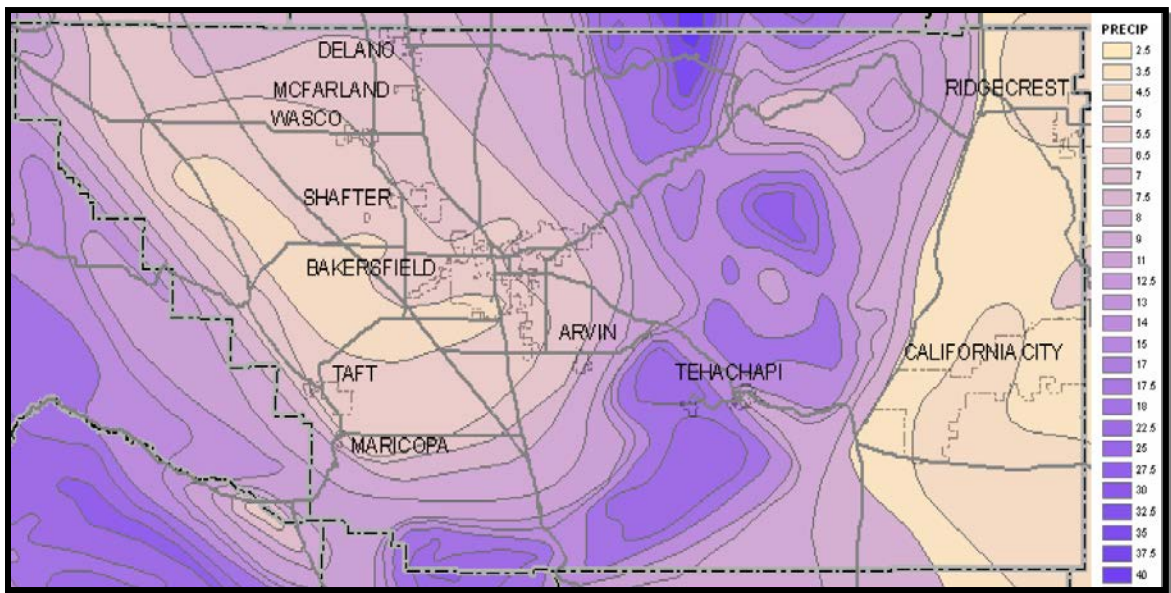 PRECIP
DELANO
MCFARLAND
WASCO
RIDGECREST
SHAFTER
BAKERSFIELD
ARVIN
TAFT
TEHACHAPI
CALIFORNIA CITY
MARICOPA
2.5
3.5
4.5
5
5.5
6.5
7
7.5
8
9
11
12.5
13
14
15
17
17.5
18
22.5
25
27.5
30
32.5
35
37.5
40